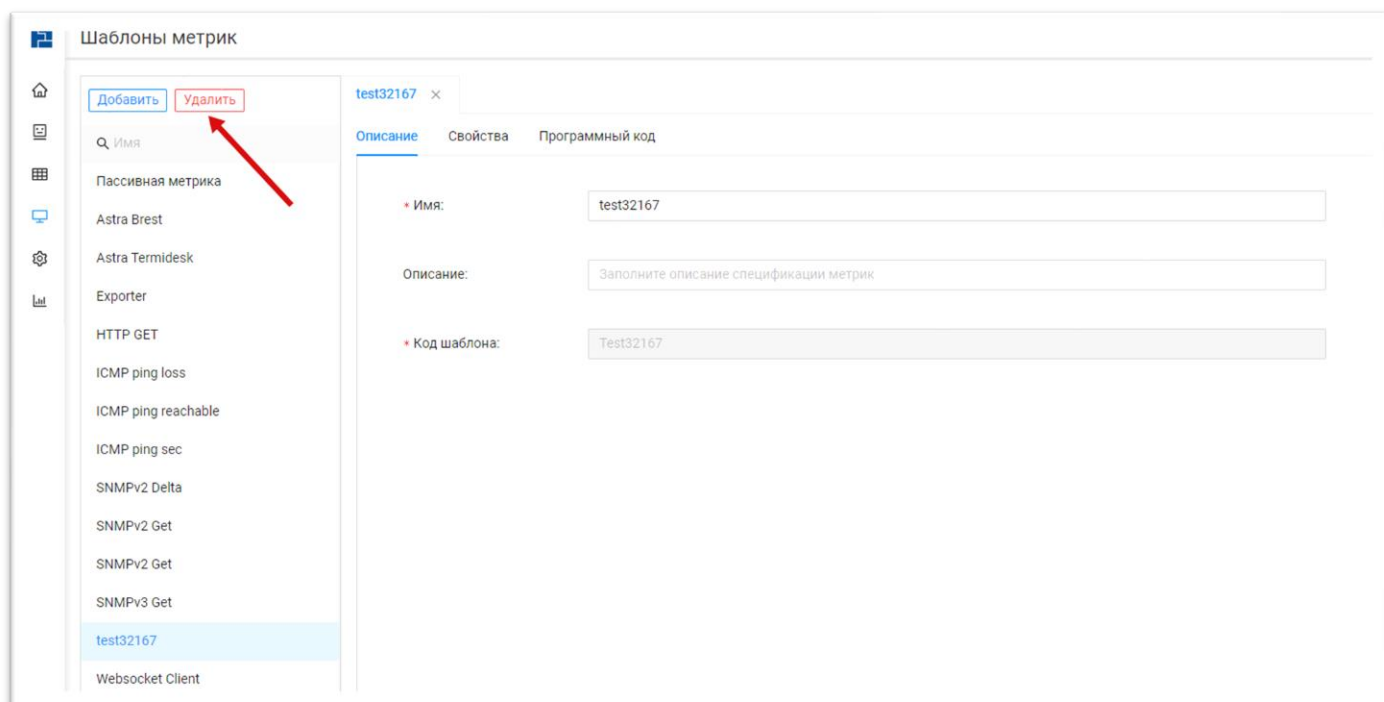 Шаблоны метрик
Добавить Удалить
Имя
Пассивная метрика
Astra Brest
Astra Termidesk
Exporter
HTTP GET
ICMP ping loss
ICMP ping reachable
ICMP ping sec
SNMPv2 Delta
SNMPv2 Get
SNMPv2 Get
SNMPv3 Get
test32167
Websocket Client
test32167 ×
Описание Свойства Программный код
* Имя: test32167
Описание: Заполните описание спецификации метрик
* Код шаблона: Test32167